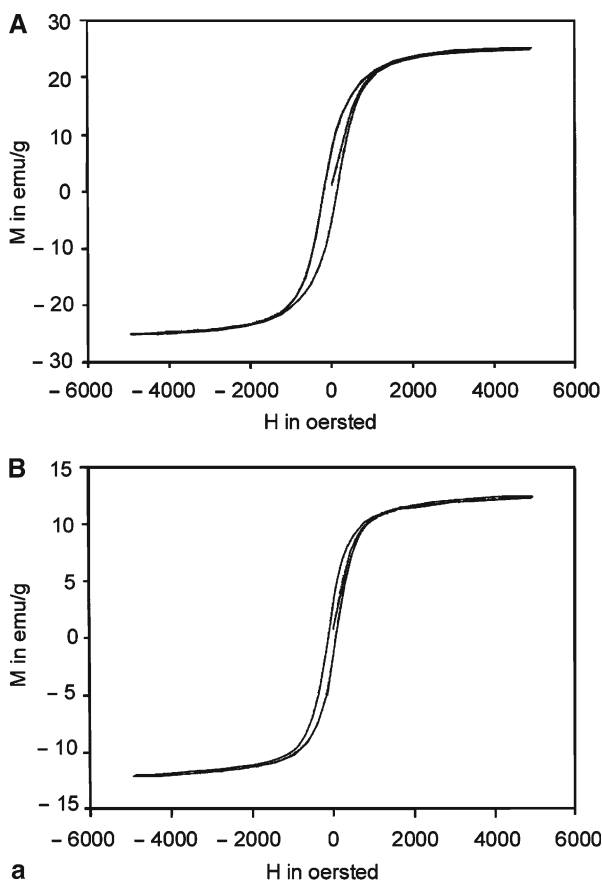 A
30
20
10
0
– 10
– 20
– 30
M in emu/g
– 6000 – 4000 – 2000 0 2000 4000 6000
H in oersted
B
15
10
5
0
– 5
– 10
– 15
M in emu/g
– 6000 – 4000 – 2000 0 2000 4000 6000
H in oersted
a